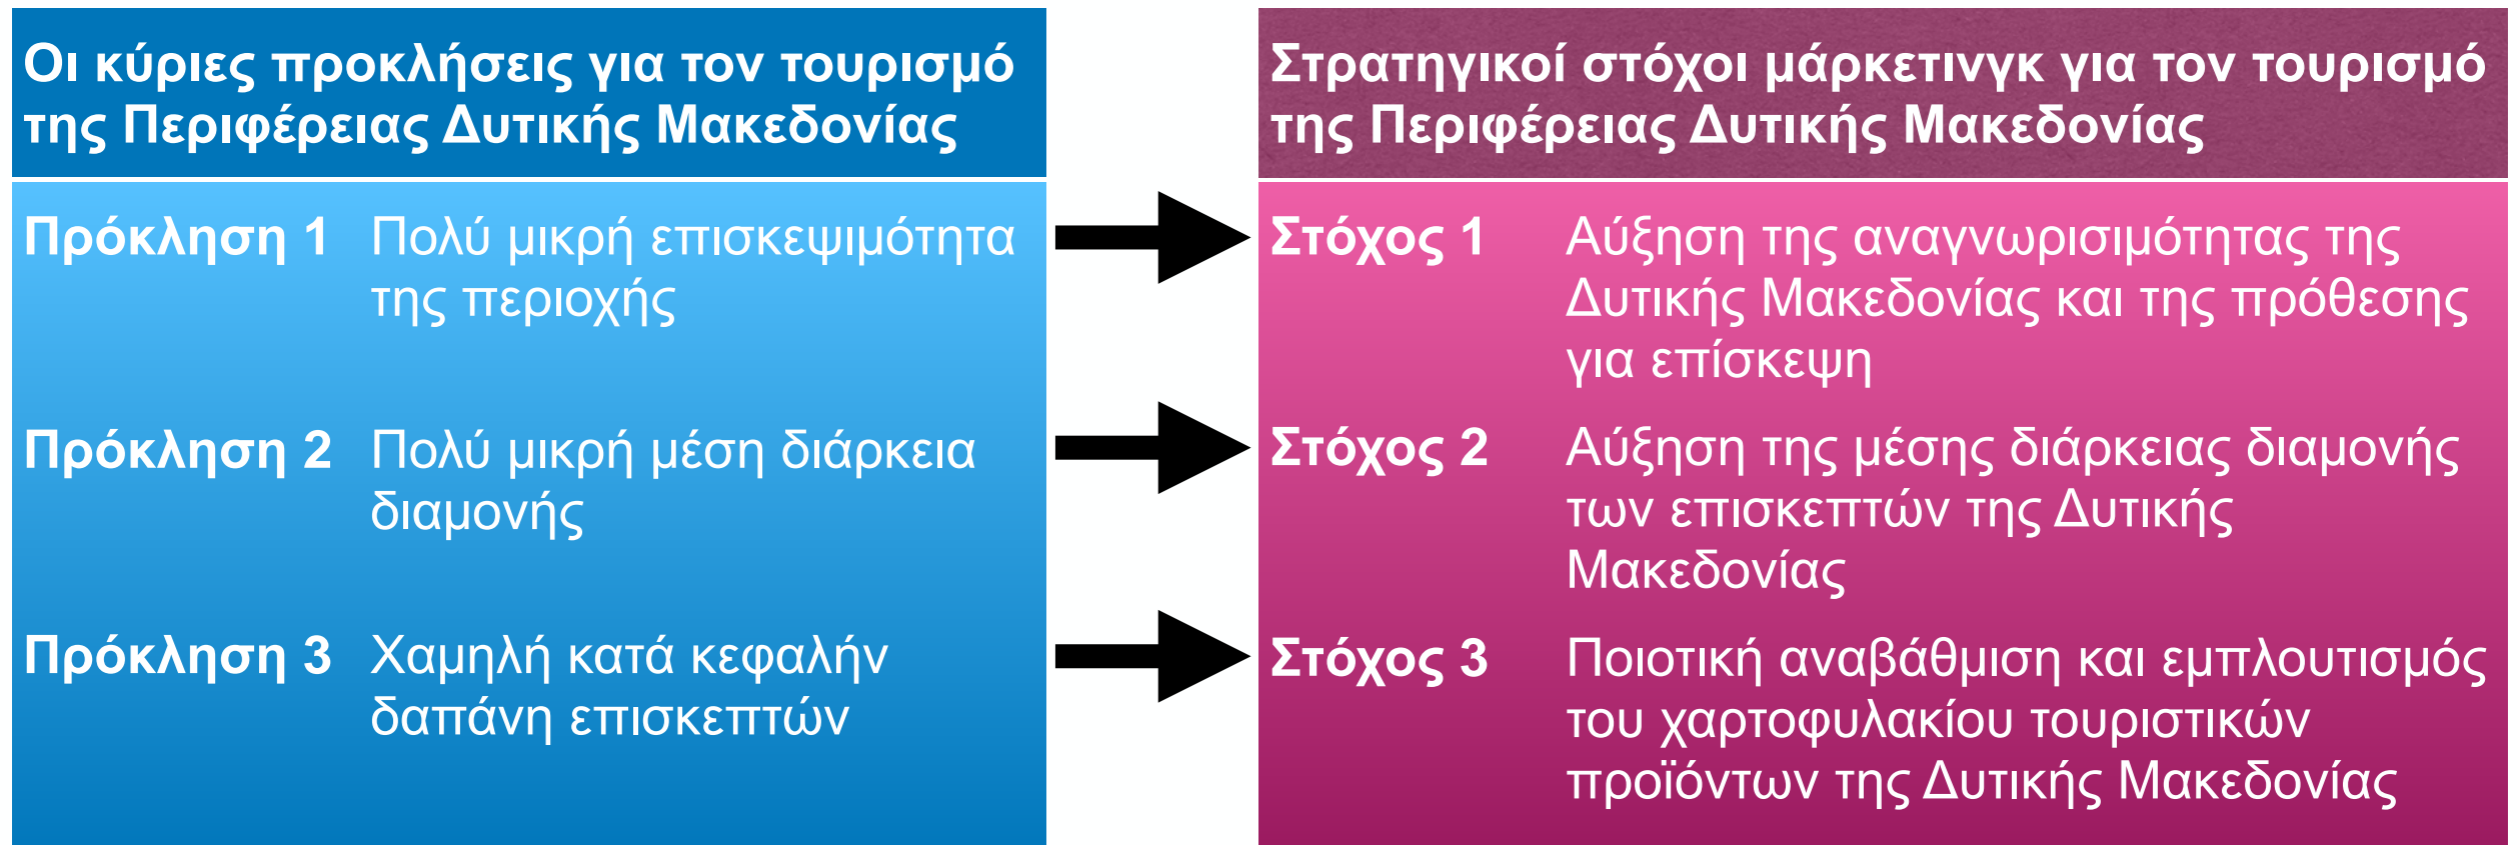 Οι κύριες προκλήσεις για τον τουρισμό
της Περιφέρειας Δυτικής Μακεδονίας
Πρόκληση 1 Πολύ μικρή επισκεψιμότητα
της περιοχής
Πρόκληση 2 Πολύ μικρή μέση διάρκεια
διαμονής
Πρόκληση 3 Χαμηλή κατά κεφαλήν
δαπάνη επισκεπτών
Στρατηγικοί στόχοι μάρκετινγκ για τον τουρισμό
της Περιφέρειας Δυτικής Μακεδονίας
Στόχος 1 Αύξηση της αναγνωρισιμότητας της
Δυτικής Μακεδονίας και της πρόθεσης
για επίσκεψη
Στόχος 2 Αύξηση της μέσης διάρκειας διαμονής
των επισκεπτών της Δυτικής
Μακεδονίας
Στόχος 3 Ποιοτική αναβάθμιση και εμπλουτισμός
του χαρτοφυλακίου τουριστικών
προϊόντων της Δυτικής Μακεδονίας